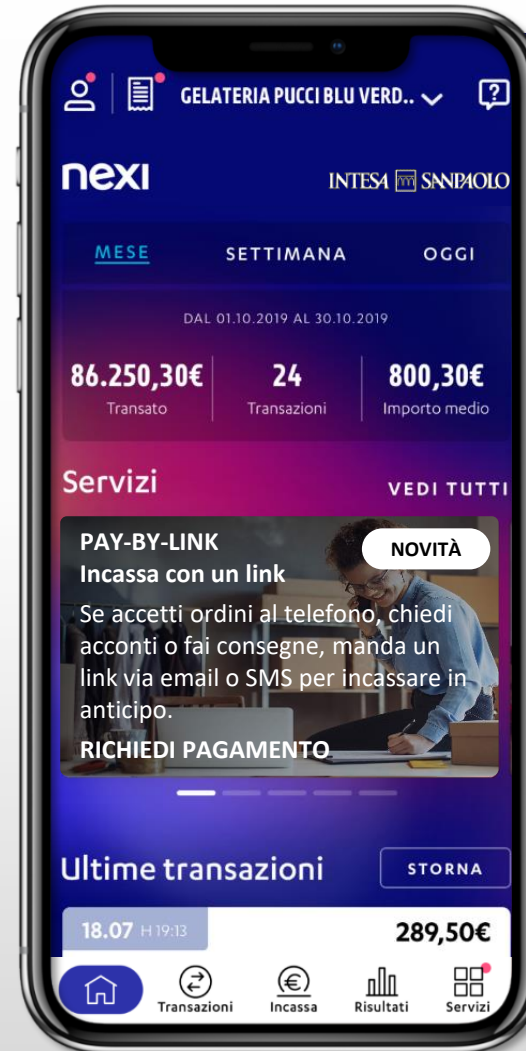 GELATERIA PUCCI BLU VERD..
nexi
INTESA SANPAOLO
MESE SETTIMANA OGGI
DAL 01.10.2019 AL 30.10.2019
86.250,30€ 24 800,30€
Transato Transazioni Importo medio
Servizi VEDI TUTTI
PAY-BY-LINK NOVITÀ
Incassa con un link
Se accetti ordini al telefono, chiedi
acconti o fai consegne, manda un
link via email o SMS per incassare in
anticipo.
RICHIEDI PAGAMENTO
Ultime transazioni STORNA
18.07 H 19:13 289,50€
Transazioni Incassa Risultati Servizi